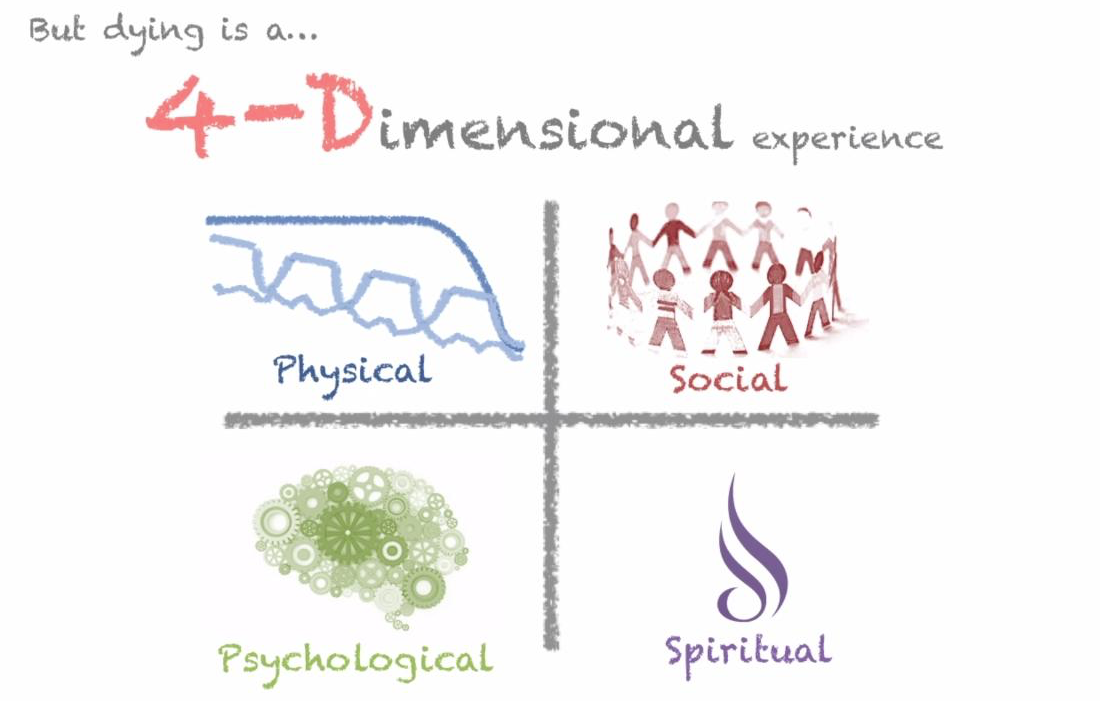 But dying is a...
4-Dimensional experience
Physical
Social
Psychological
Spiritual